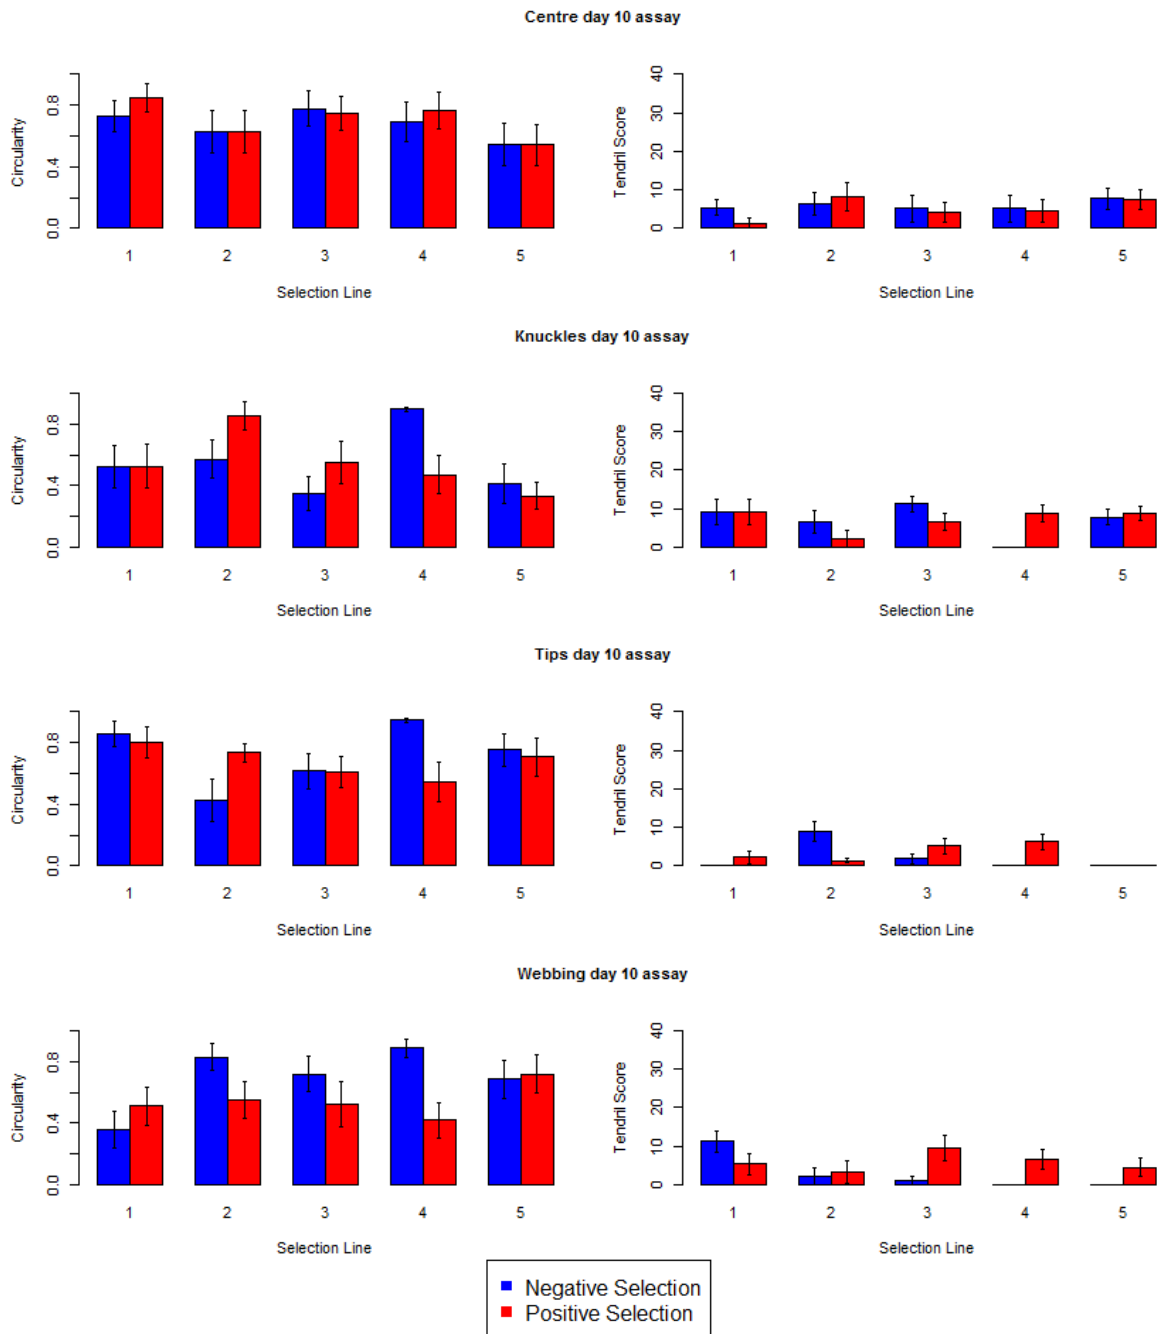 Centre day 10 assay
Circularity
0.0 0.4 0.8
1 2 3 4 5
Selection Line
Tendril Score
0 10 20 30 40
1 2 3 4 5
Selection Line
Knuckles day 10 assay
Circularity
0.0 0.4 0.8
1 2 3 4 5
Selection Line
Tendril Score
0 10 20 30 40
1 2 3 4 5
Selection Line
Tips day 10 assay
Circularity
0.0 0.4 0.8
1 2 3 4 5
Selection Line
Tendril Score
0 10 20 30 40
1 2 3 4 5
Selection Line
Webbing day 10 assay
Circularity
0.0 0.4 0.8
1 2 3 4 5
Selection Line
Tendril Score
0 10 20 30 40
1 2 3 4 5
Selection Line
Negative Selection
Positive Selection